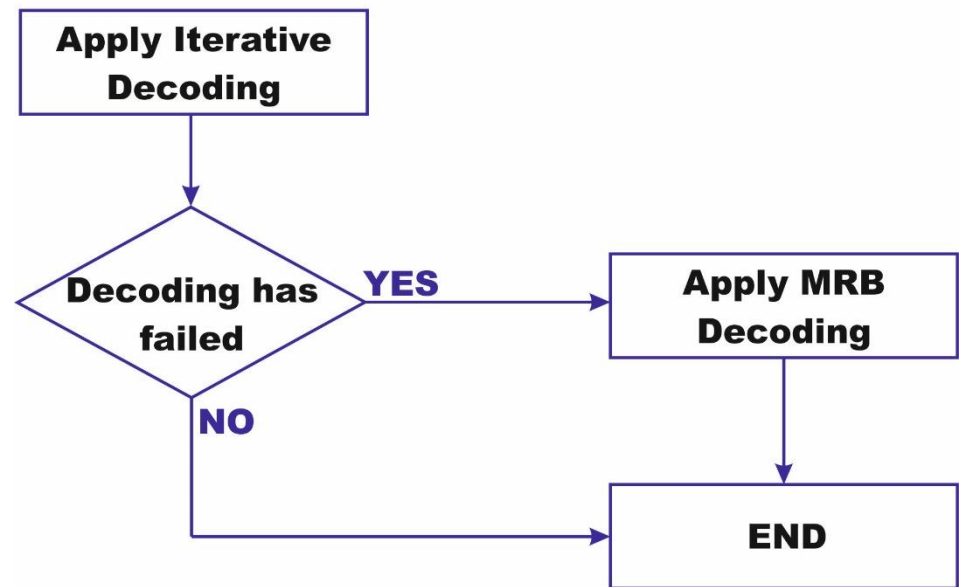 Apply Iterative
Decoding
Decoding has
failed
YES
NO
Apply MRB
Decoding
END